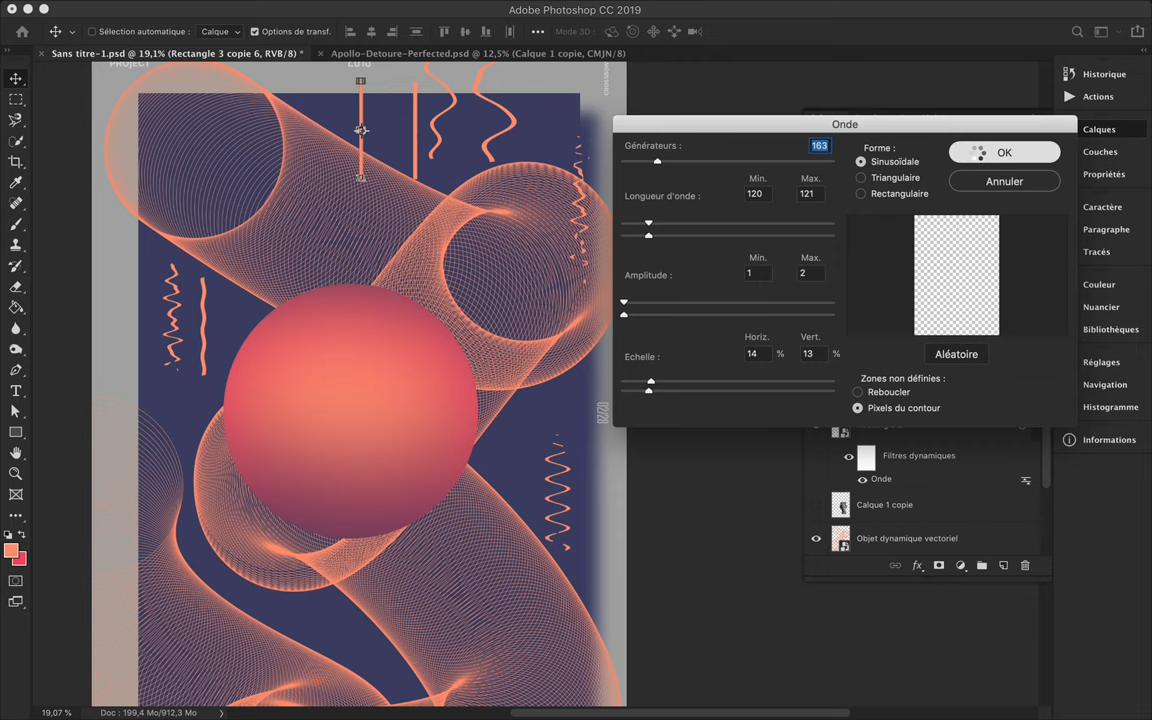 Adobe Photoshop CC 2019
Sélection automatique : Calque Options de transf. Mode 3D :
Sans titre-1.psd @ 19,1% (Rectangle 3 copie 6, RVB/8) * Apollo-Detoure-Perfected.psd @ 12,5% (Calque 1 copie, CMJN/8)
PROJECT
2018
02/28
Onde
Générateurs : 163
Min. Max.
Longueur d'onde : 120 121
Min. Max.
Amplitude : 1 2
Horiz. Vert.
Echelle : 14 % 13 %
Forme :
Sinusoïdale
Triangulaire
Rectangulaire
OK
Annuler
Aléatoire
Zones non définies :
Reboucler
Pixels du contour
Filtres dynamiques
Onde
Calque 1 copie
Objet dynamique vectoriel
fx
Historique
Actions
Calques
Couches
Propriétés
Caractère
Paragraphe
Tracés
Couleur
Nuancier
Bibliothèques
Réglages
Navigation
Histogramme
Informations
19,07 % Doc : 199,4 Mo/912,3 Mo